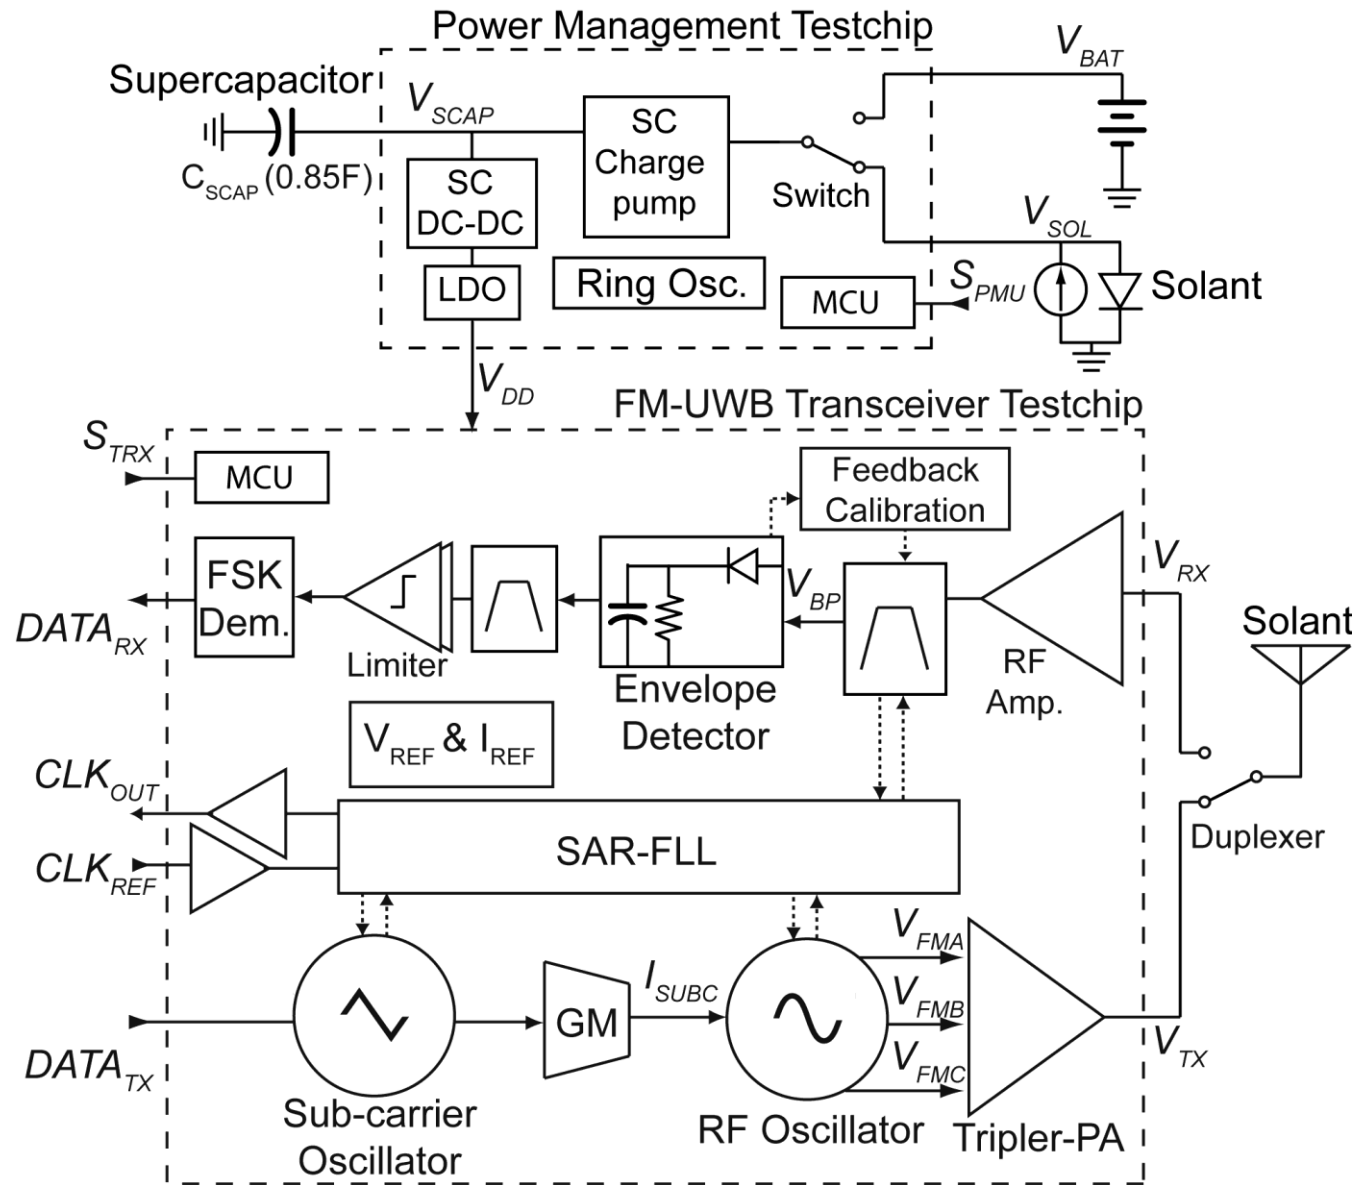 Power Management Testchip
Supercapacitor
V_SCAP
V_BAT
C_SCAP (0.85F)
SC
Charge
pump
SC
DC-DC
Switch
V_SOL
LDO
Ring Osc.
MCU
S_PMU
Solant
V_DD
FM-UWB Transceiver Testchip
S_TRX
MCU
Feedback
Calibration
FSK
Dem.
DATA_RX
Limiter
Envelope
Detector
V_BP
RF
Amp.
V_RX
Solant
V_REF & I_REF
CLK_OUT
CLK_REF
SAR-FLL
Duplexer
DATA_TX
Sub-carrier
Oscillator
GM
I_SUBC
RF Oscillator
V_FMA
V_FMB
V_FMC
Tripler-PA
V_TX